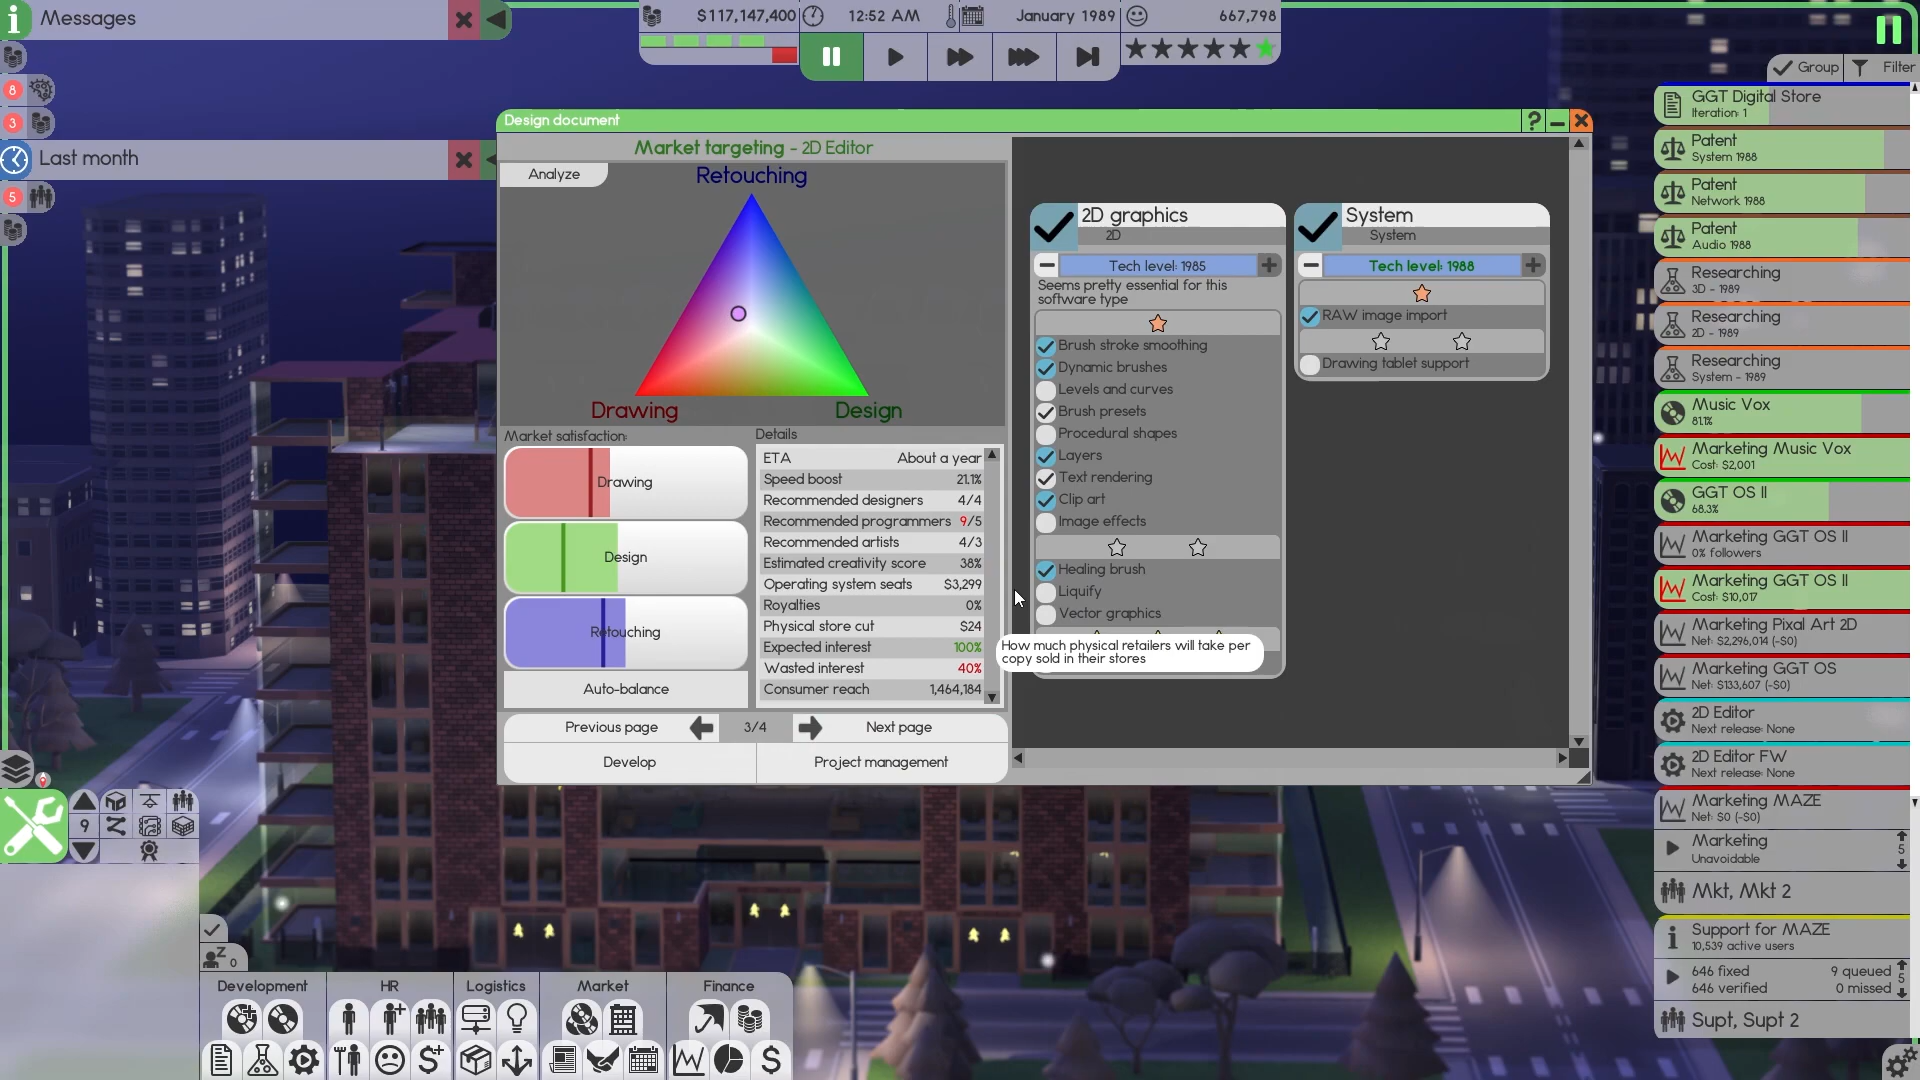 Messages
8
3
Last month
5
$117,147,400
12:52 AM
January 1989
667,798
Group
Filter
Design document
?
Market targeting - 2D Editor
Analyze
Retouching
Drawing
Design
Market satisfaction:
Drawing
Design
Retouching
Auto-balance
Details
ETA About a year
Speed boost 21.1%
Recommended designers 4/4
Recommended programmers 9/5
Recommended artists 4/3
Estimated creativity score 38%
Operating system seats $3,299
Royalties 0%
Physical store cut $24
Expected interest 100%
Wasted interest 40%
Consumer reach 1,464,184
Previous page
3/4
Next page
Develop
Project management
2D graphics
2D
Tech level: 1985
Seems pretty essential for this
software type
Brush stroke smoothing
Dynamic brushes
Levels and curves
Brush presets
Procedural shapes
Layers
Text rendering
Clip art
Image effects
Healing brush
Liquify
Vector graphics
How much physical retailers will take per
copy sold in their stores
System
System
Tech level: 1988
RAW image import
Drawing tablet support
GGT Digital Store
Iteration: 1
Patent
System 1988
Patent
Network 1988
Patent
Audio 1988
Researching
3D - 1989
Researching
2D - 1989
Researching
System - 1989
Music Vox
81.1%
Marketing Music Vox
Cost: $2,001
GGT OS II
68.3%
Marketing GGT OS II
0% followers
Marketing GGT OS II
Cost: $10,017
Marketing Pixal Art 2D
Net: $2,296,014 (-$0)
Marketing GGT OS
Net: $133,607 (-$0)
2D Editor
Next release: None
2D Editor FW
Next release: None
Marketing MAZE
Net: $0 (-$0)
Marketing
Unavoidable
5
Mkt, Mkt 2
Support for MAZE
10,539 active users
646 fixed 9 queued
646 verified 0 missed
5
Supt, Supt 2
9
Z
0
Development
HR
Logistics
Market
Finance